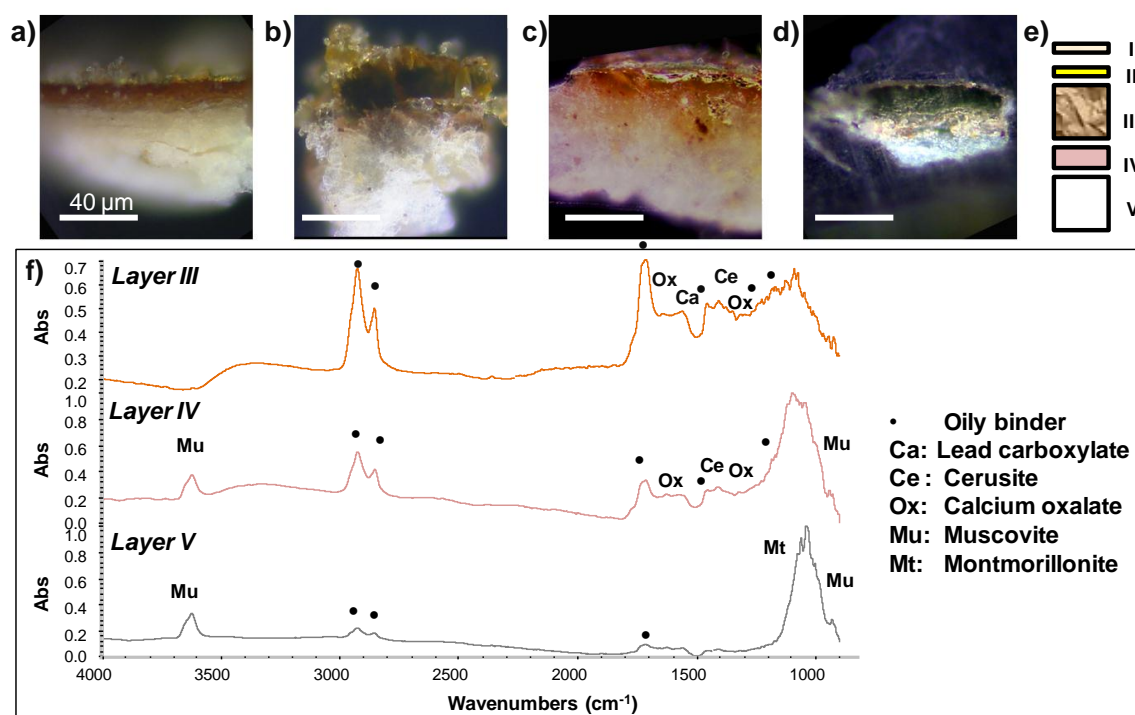 a)
b)
c)
d)
e)
40 µm
I
II
III
IV
V
f)
Layer III
0.7
0.6
0.5
0.4
0.3
0.2
Abs
Ox
Ca
Ce
Ox
Layer IV
1.0
0.8
0.6
0.4
0.2
0.0
Abs
Mu
Ox
Ce
Ox
Mu
Layer V
1.0
0.8
0.6
0.4
0.2
0.0
Abs
Mu
Mt
Mu
4000 3500 3000 2500 2000 1500 1000
Wavenumbers (cm-1)
• Oily binder
Ca: Lead carboxylate
Ce : Cerusite
Ox: Calcium oxalate
Mu: Muscovite
Mt: Montmorillonite